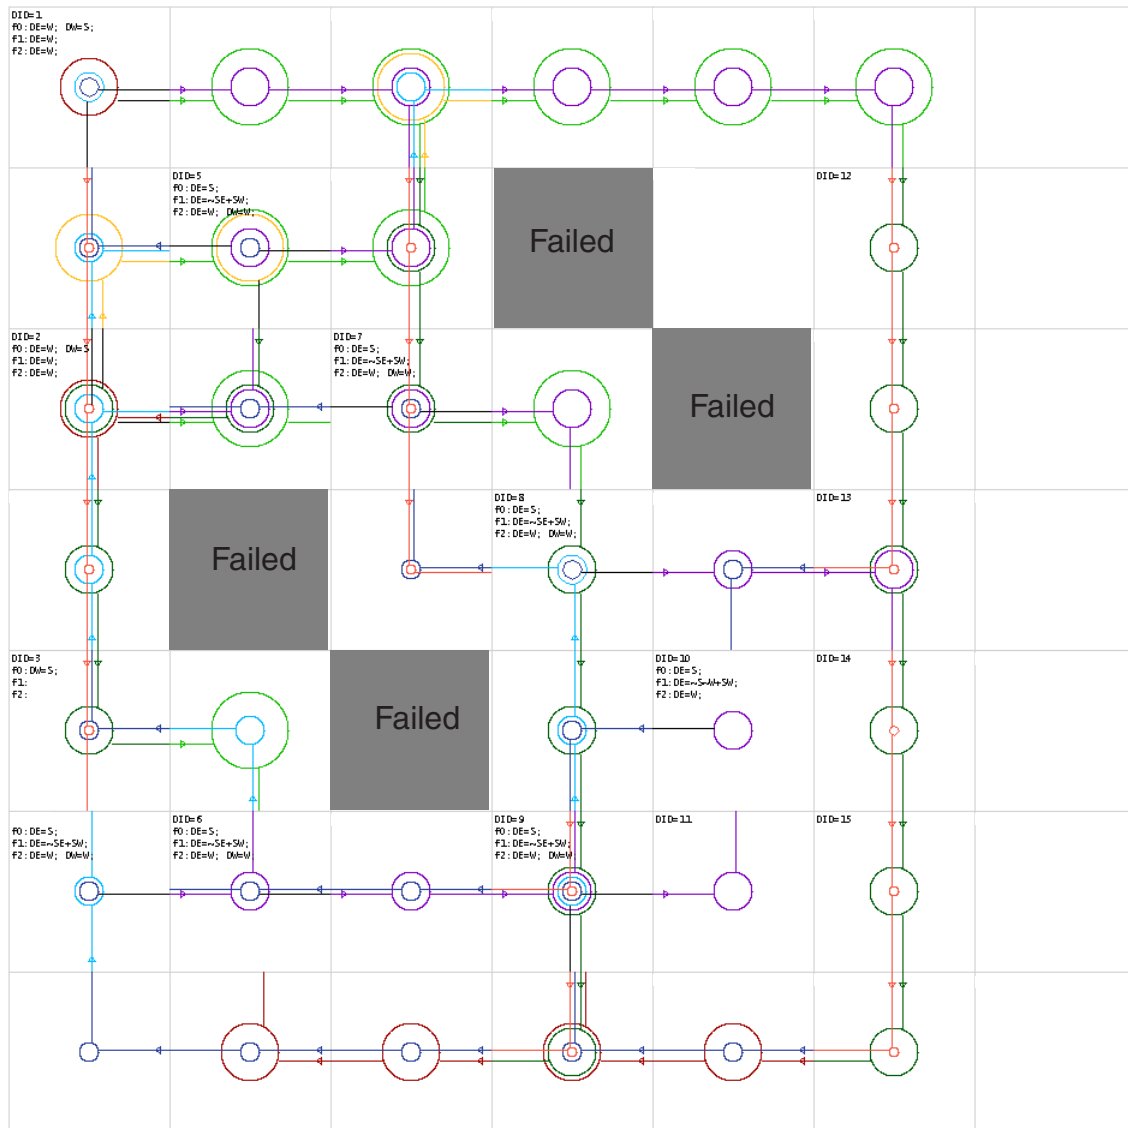 DID=1
f0:DE=W; DW=S;
f1:DE=W;
f2:DE=W;
DID=5
f0:DE=S;
f1:DE=~SE+SW;
f2:DE=W; DW=W;
Failed
DID=12
DID=2
f0:DE=W; DW=S
f1:DE=W;
f2:DE=W;
DID=7
f0:DE=S;
f1:DE=~SE+SW;
f2:DE=W; DW=W;
Failed
Failed
DID=8
f0:DE=S;
f1:DE=~SE+SW;
f2:DE=W; DW=W;
DID=13
DID=3
f0:DW=S;
f1:
f2:
Failed
DID=10
f0:DE=S;
f1:DE=~S~W+SW;
f2:DE=W;
DID=14
f0:DE=S;
f1:DE=~SE+SW;
f2:DE=W; DW=W;
DID=6
f0:DE=S;
f1:DE=~SE+SW;
f2:DE=W; DW=W;
DID=9
f0:DE=S;
f1:DE=~SE+SW;
f2:DE=W; DW=W;
DID=11
DID=15